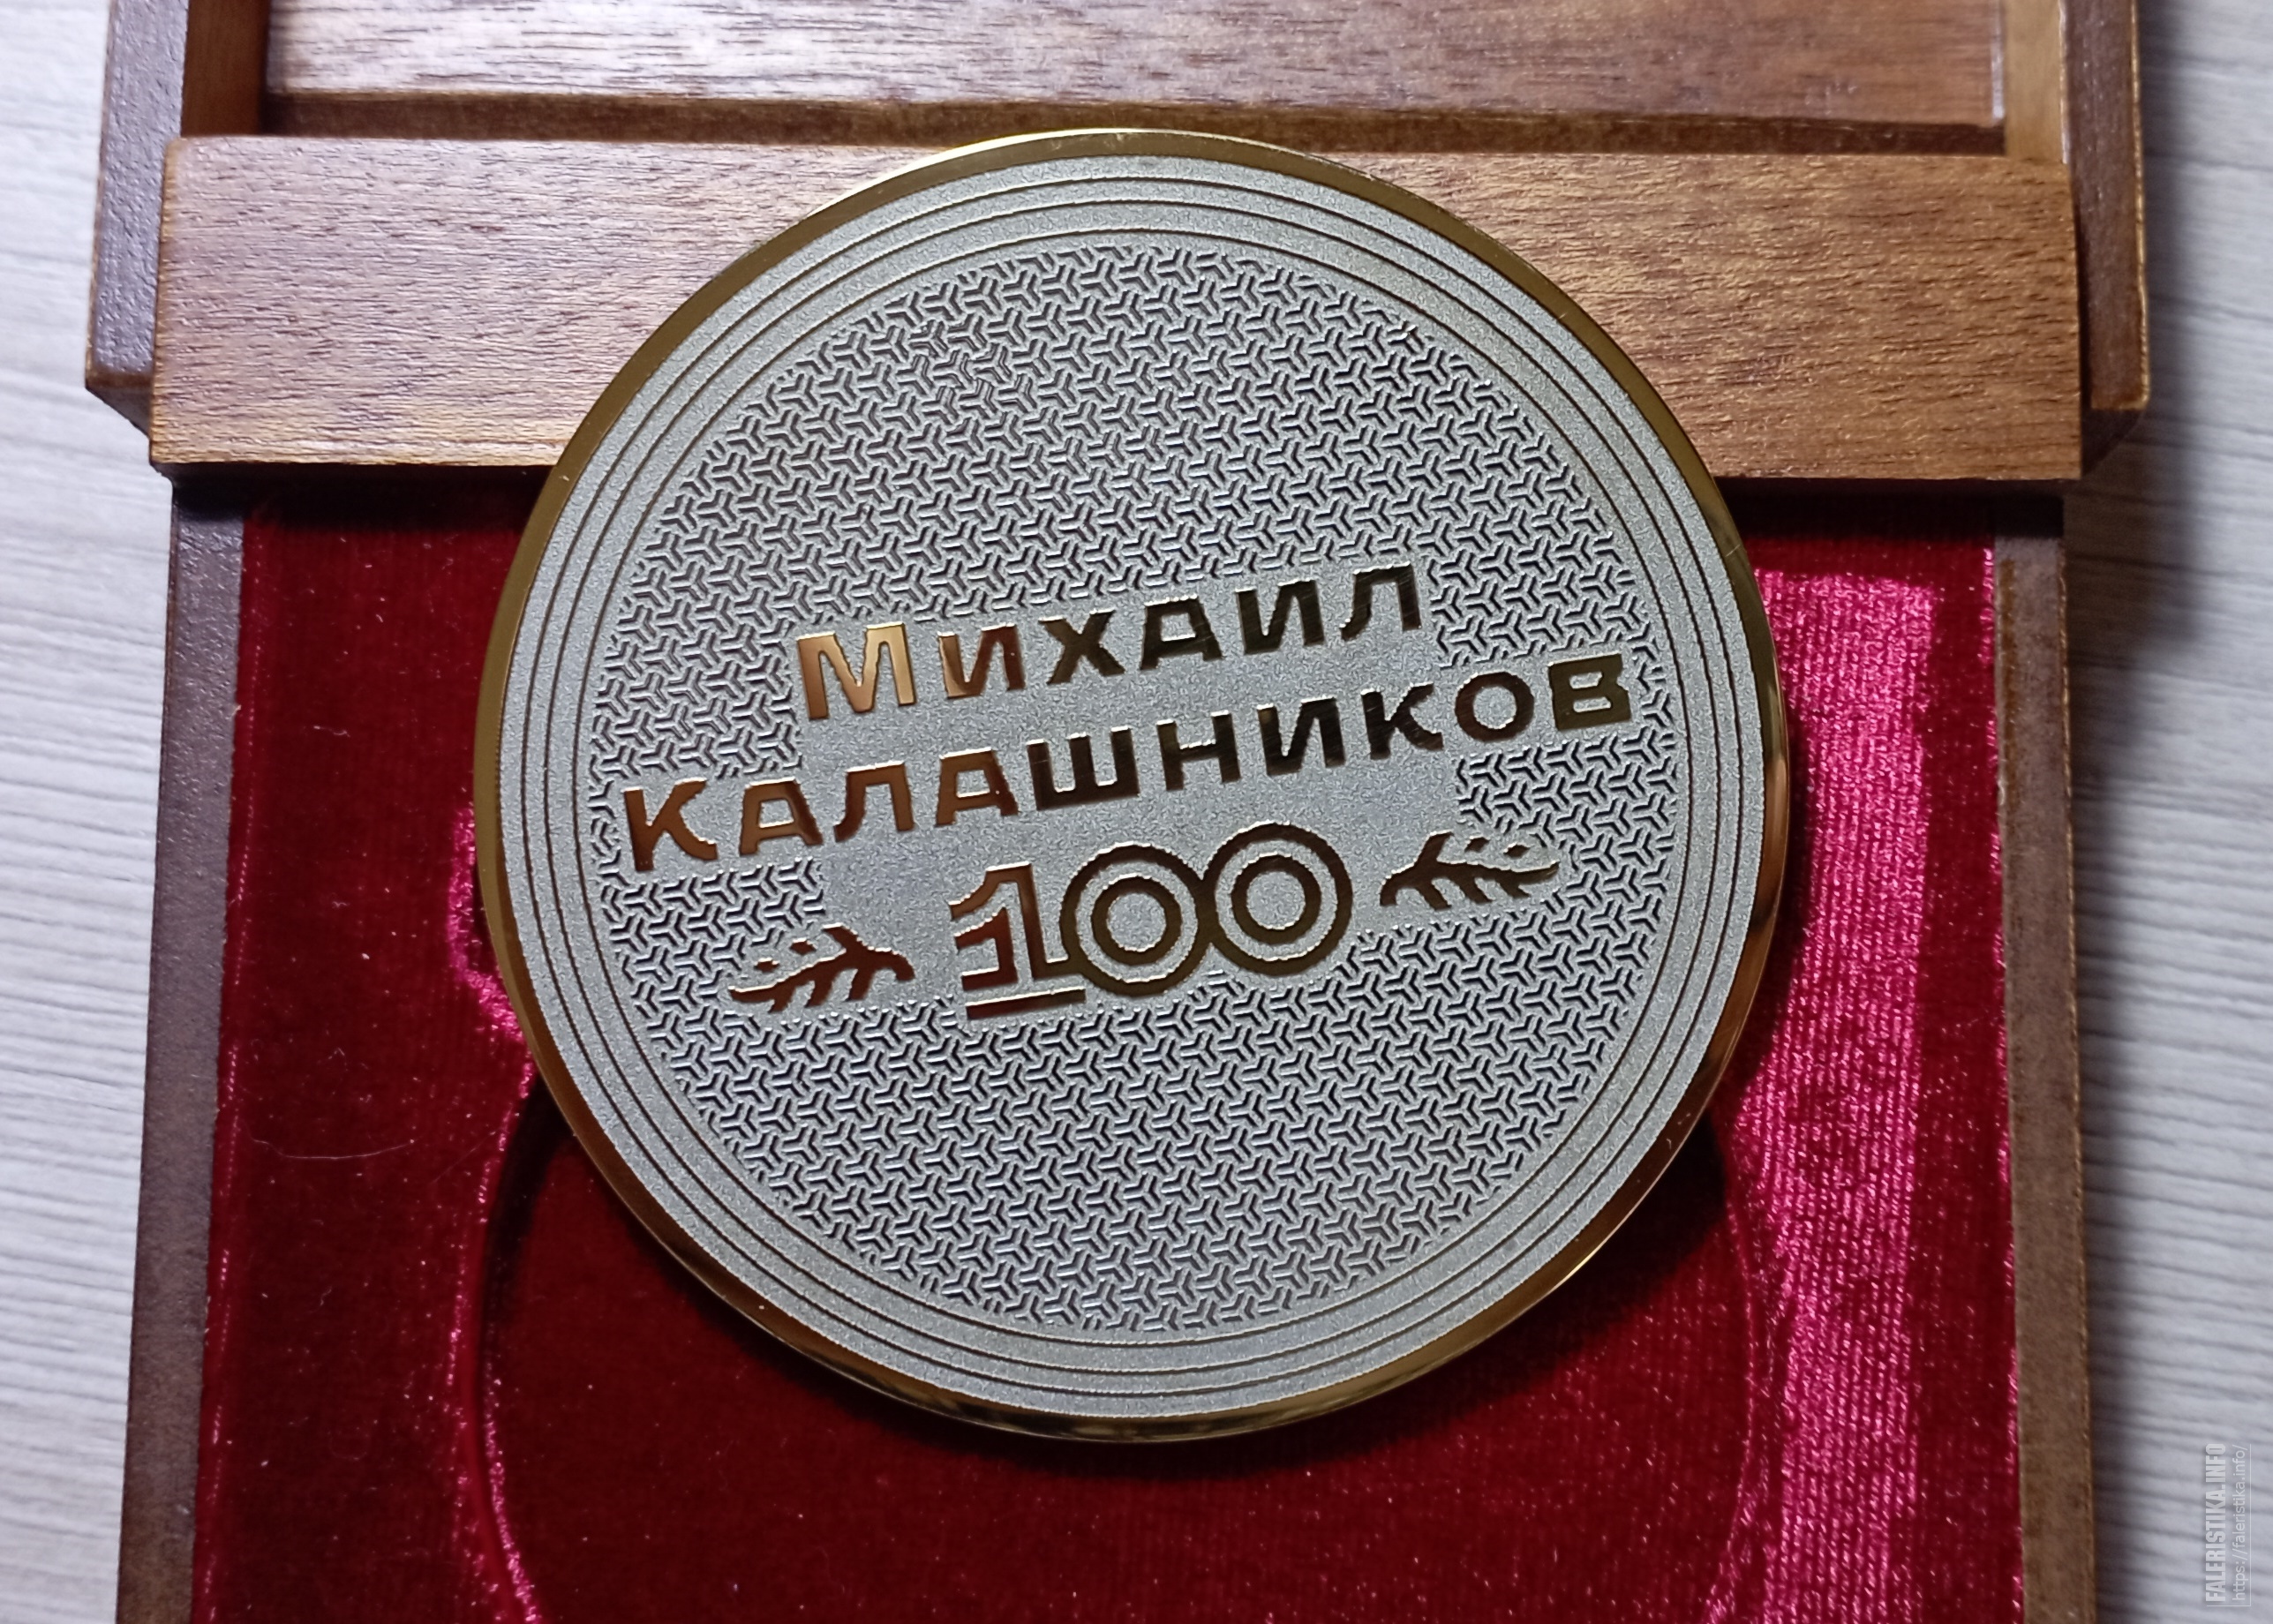 Михаил
Калашников
100
FALERISTIKA.INFO
https://faleristika.info/